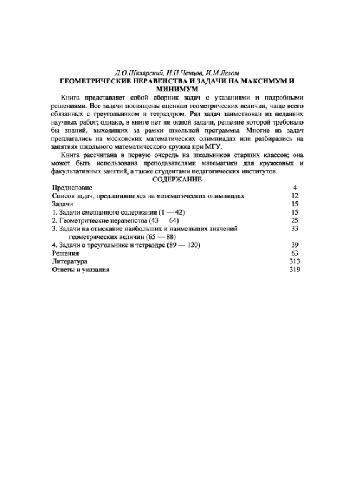 Д.О.Шклярский, Н.Н.Ченцов, И.М.Яглом
ГЕОМЕТРИЧЕСКИЕ НЕРАВЕНСТВА И ЗАДАЧИ НА МАКСИМУМ И
МИНИМУМ
Книга представляет собой сборник задач с указаниями и подробными
решениями. Все задачи посвящены оценкам геометрических величин, чаще всего
связанных с треугольником и тетраэдром. Ряд задач заимствован из недавних
научных работ; однако, в книге нет ни одной задачи, решение которой требовало
бы знаний, выходящих за рамки школьной программы. Многие из задач
предлагались на московских математических олимпиадах или разбирались на
занятиях школьного математического кружка при МГУ.
Книга рассчитана в первую очередь на школьников старших классов; она
может быть использована преподавателями математики для кружковых и
факультативных занятий, а также студентами педагогических институтов.
СОДЕРЖАНИЕ
Предисловие 4
Список задач, предлагавшихся на математических олимпиадах 12
Задачи 15
1. Задачи смешанного содержания (1 — 42) 15
2. Геометрические неравенства (43 — 64) 25
3. Задачи на отыскание наибольших и наименьших значений 33
геометрических величин (65 — 88)
4. Задачи о треугольнике и тетраэдре (89 — 120) 39
Решения 63
Литература 315
Ответы и указания 319